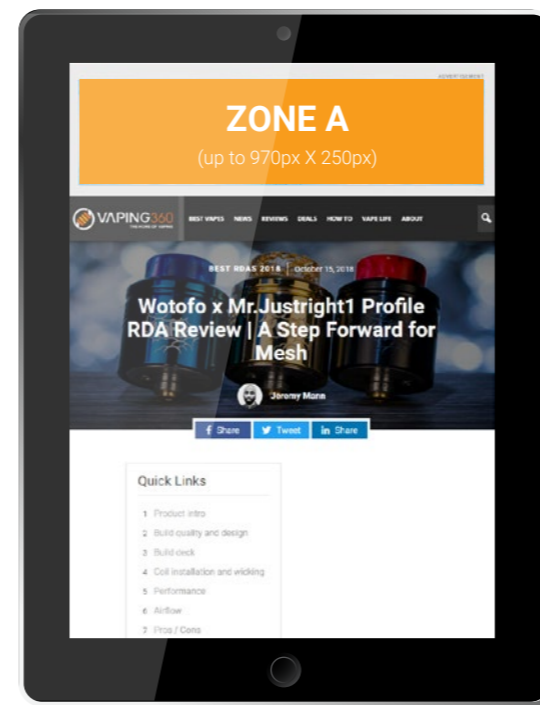 ADVERTISEMENT
ZONE A
(up to 970px X 250px)
VAPING360
BEST VAPES NEWS REVIEWS DEALS HOW TO VAPE LIFE ABOUT
BEST RDAS 2018 | October 15, 2018
Wotofo x Mr.Justright1 Profile
RDA Review | A Step Forward for
Mesh
Jeremy Mann
Share Tweet Share
Quick Links
1 Product intro
2 Build quality and design
3 Build deck
4 Coil installation and wicking
5 Performance
6 Airflow
7 Pros / Cons